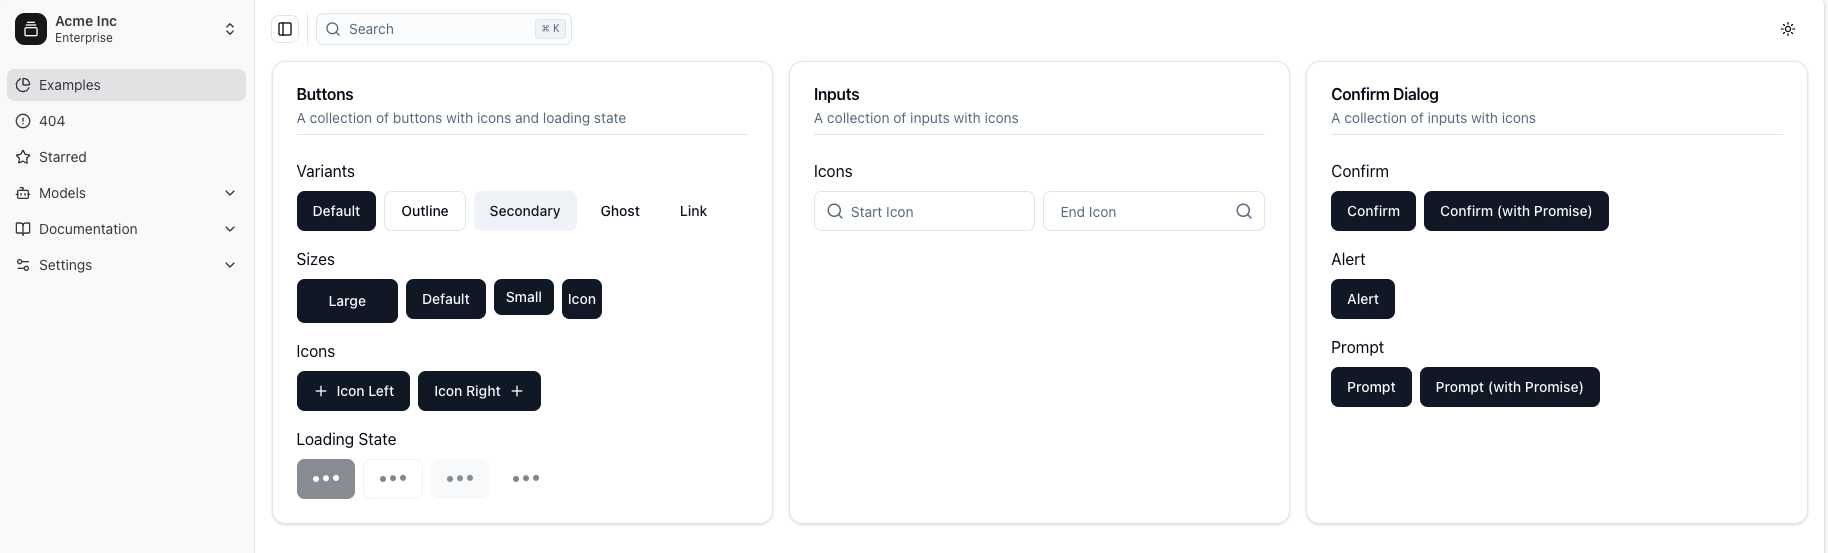 Acme Inc
Enterprise
Examples
404
Starred
Models
Documentation
Settings
Search ⌘ K
Buttons
A collection of buttons with icons and loading state
Variants
Default Outline Secondary Ghost Link
Sizes
Large Default Small Icon
Icons
Icon Left Icon Right
Loading State
Inputs
A collection of inputs with icons
Icons
Start Icon End Icon
Confirm Dialog
A collection of inputs with icons
Confirm
Confirm Confirm (with Promise)
Alert
Alert
Prompt
Prompt Prompt (with Promise)